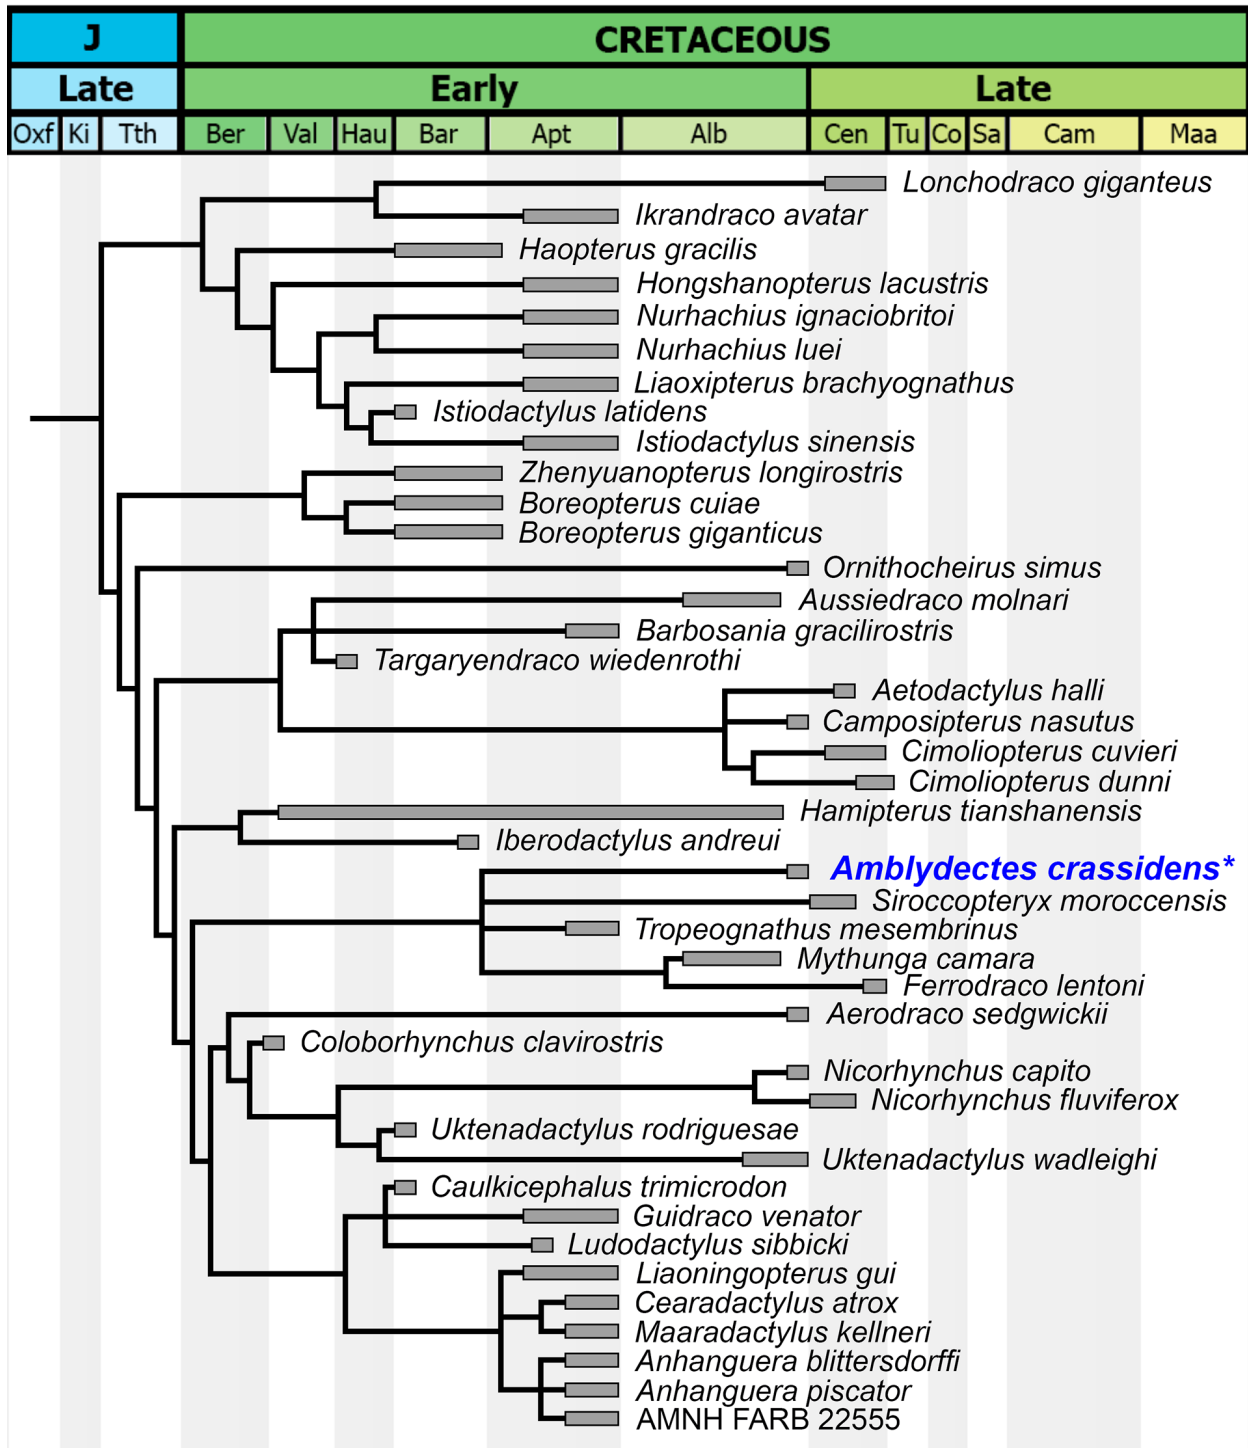 J CRETACEOUS
Late Early Late
Oxf Ki Tth Ber Val Hau Bar Apt Alb Cen Tu Co Sa Cam Maa
Lonchodraco giganteus
Ikrandraco avatar
Haopterus gracilis
Hongshanopterus lacustris
Nurhachius ignaciobritoi
Nurhachius luei
Liaoxipterus brachyognathus
Istiodactylus latidens
Istiodactylus sinensis
Zhenyuanopterus longirostris
Boreopterus cuiae
Boreopterus giganticus
Ornithocheirus simus
Aussiedraco molnari
Barbosania gracilirostris
Targaryendraco wiedenrothi
Aetodactylus halli
Camposipterus nasutus
Cimoliopterus cuvieri
Cimoliopterus dunni
Hamipterus tianshanensis
Iberodactylus andreui
Amblydectes crassidens*
Siroccopteryx moroccensis
Tropeognathus mesembrinus
Mythunga camara
Ferrodraco lentoni
Aerodraco sedgwickii
Coloborhynchus clavirostris
Nicorhynchus capito
Nicorhynchus fluviferox
Uktenadactylus rodriguesae
Uktenadactylus wadleighi
Caulkicephalus trimicrodon
Guidraco venator
Ludodactylus sibbicki
Liaoningopterus gui
Cearadactylus atrox
Maaradactylus kellneri
Anhanguera blittersdorffi
Anhanguera piscator
AMNH FARB 22555